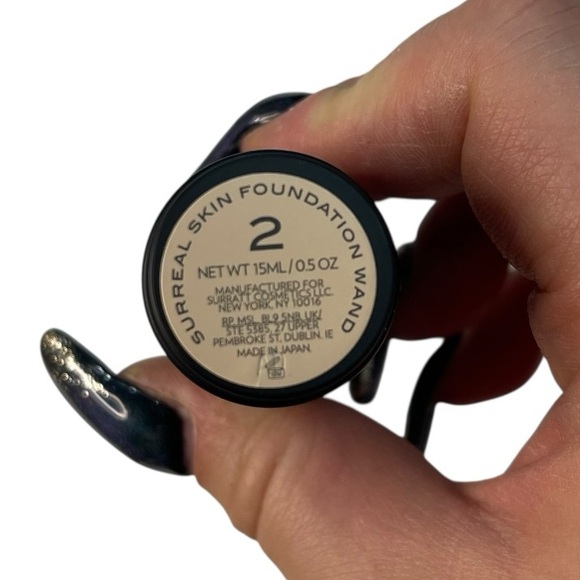 SURREAL SKIN FOUNDATION WAND
2
NET WT 15ML/0.5 OZ
MANUFACTURED FOR
SURRATT COSMETICS LLC.
NEW YORK, NY 10016
RP MSL, BL9 5NB, UK/
STE 5385, 27 UPPER
PEMBROKE ST, DUBLIN, IE
MADE IN JAPAN.